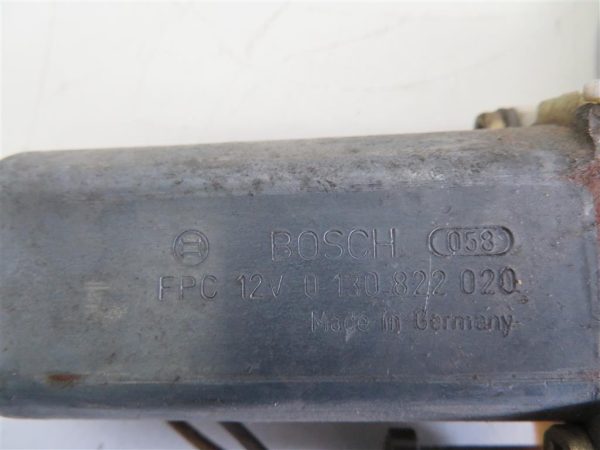 BOSCH 058
FPC 12V 0 130 822 020
Made in Germany